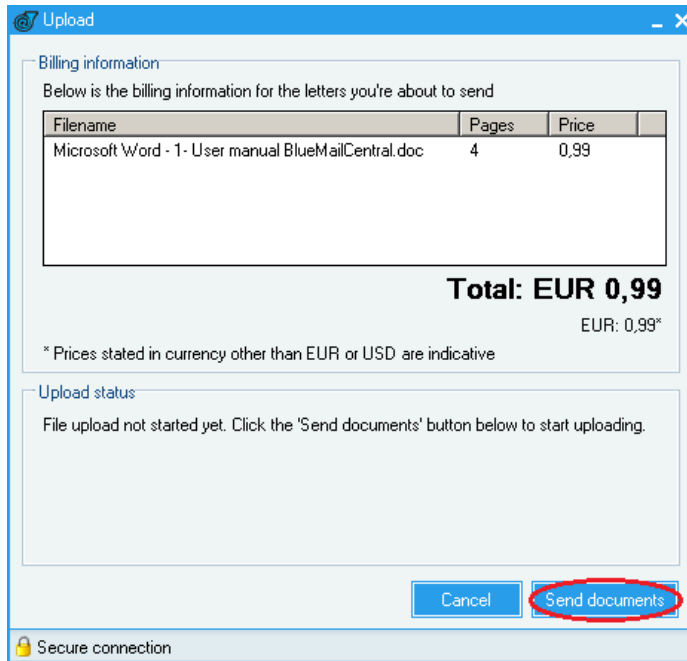 Upload
Billing information
Below is the billing information for the letters you're about to send
Filename Pages Price
Microsoft Word - 1- User manual BlueMailCentral.doc 4 0,99
Total: EUR 0,99
EUR: 0,99*
* Prices stated in currency other than EUR or USD are indicative
Upload status
File upload not started yet. Click the 'Send documents' button below to start uploading.
Cancel Send documents
Secure connection